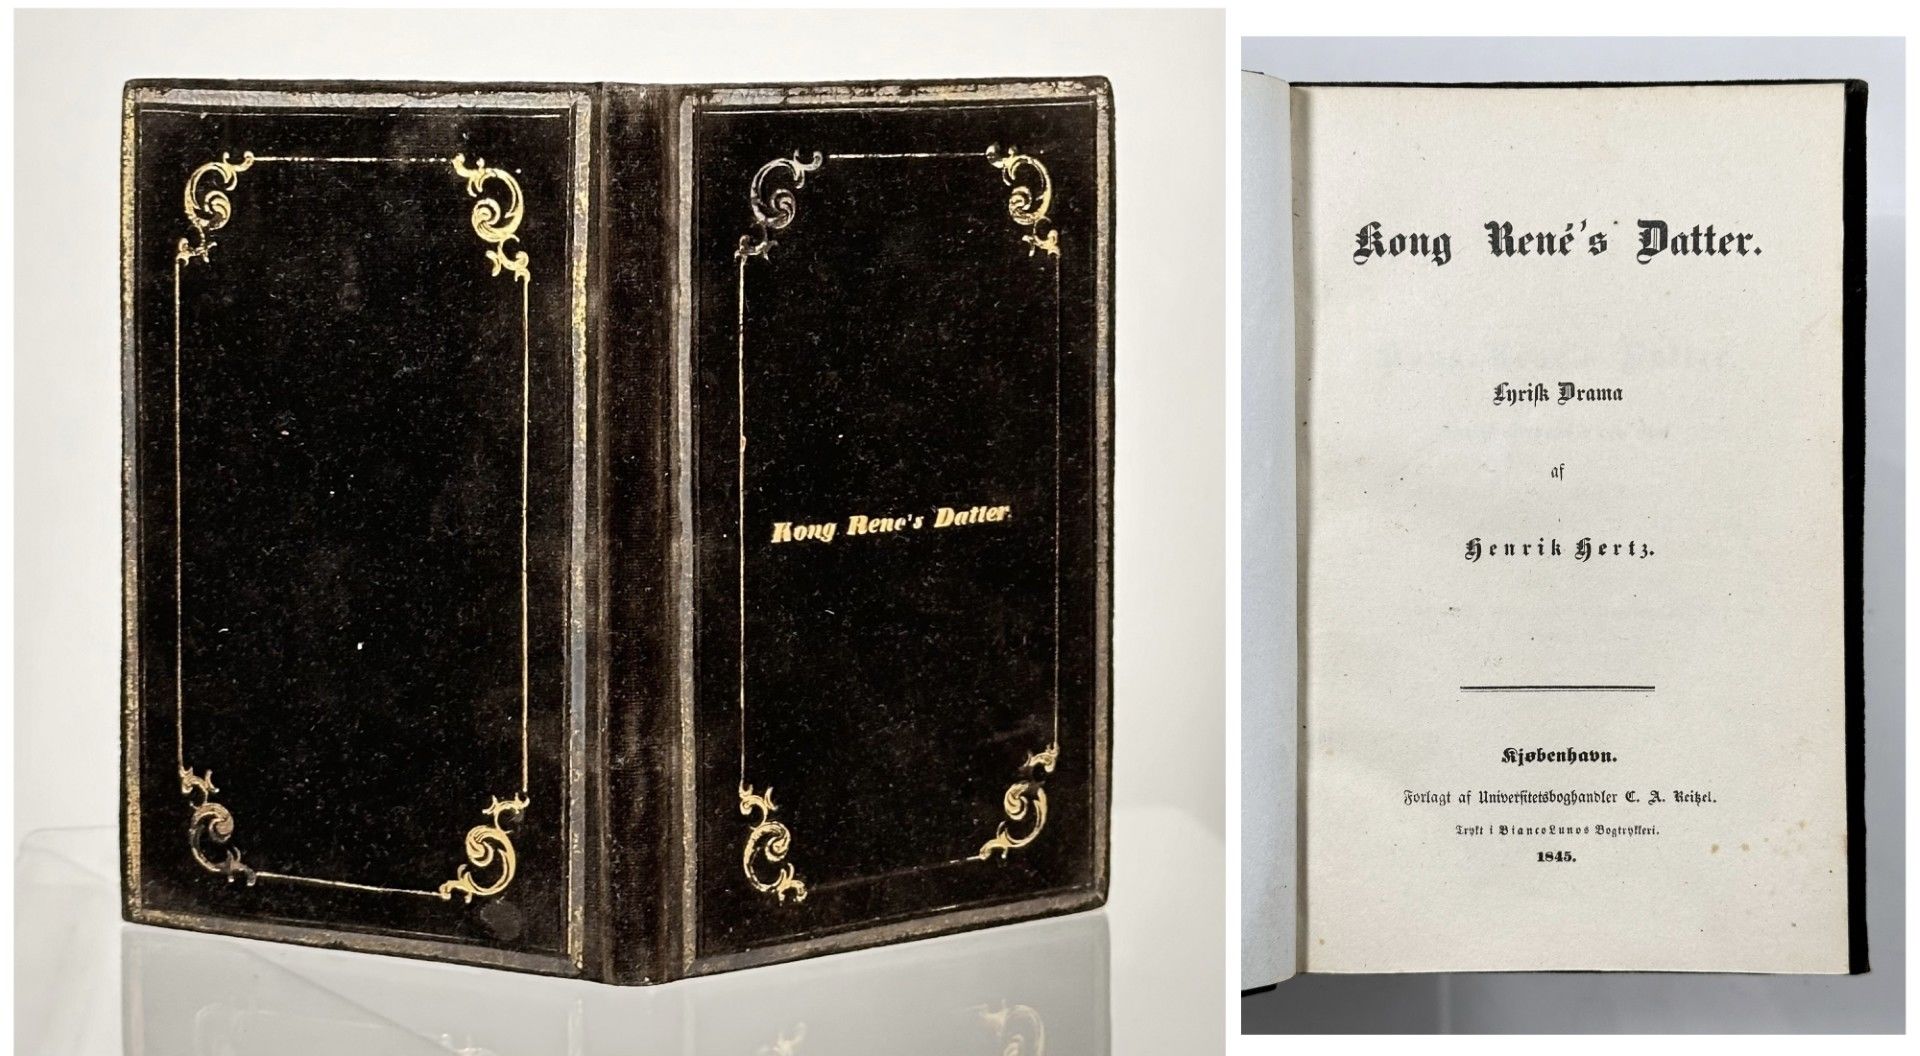 Kong Rene's Datter.
Kong René's Datter.
Lyrisk Drama
af
Henrik Hertz.
Kjøbenhavn.
Forlagt af Universitetsboghandler C. A. Reitzel.
Trykt i Bianco Lunos Bogtrykkeri.
1845.